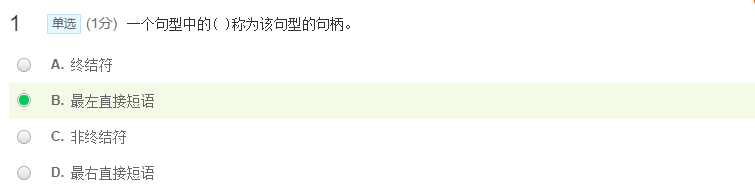 1 单选 (1分) 一个句型中的( )称为该句型的句柄。
A. 终结符
B. 最左直接短语
C. 非终结符
D. 最右直接短语